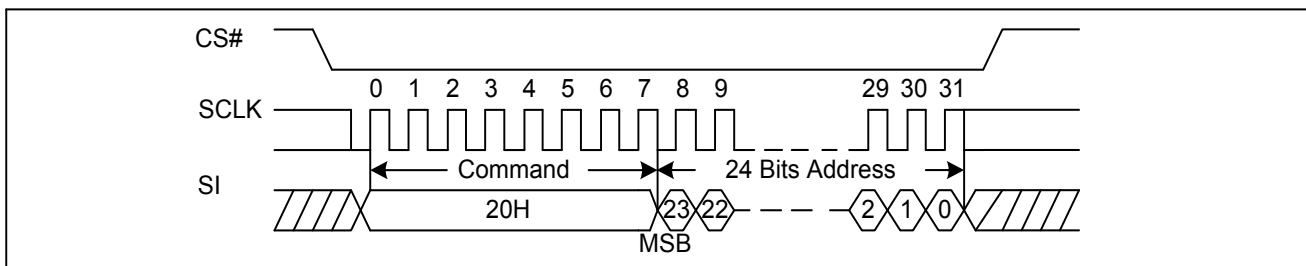 CS#
0 1 2 3 4 5 6 7 8 9 29 30 31
SCLK
Command 24 Bits Address
SI
20H 23 22 2 1 0
MSB